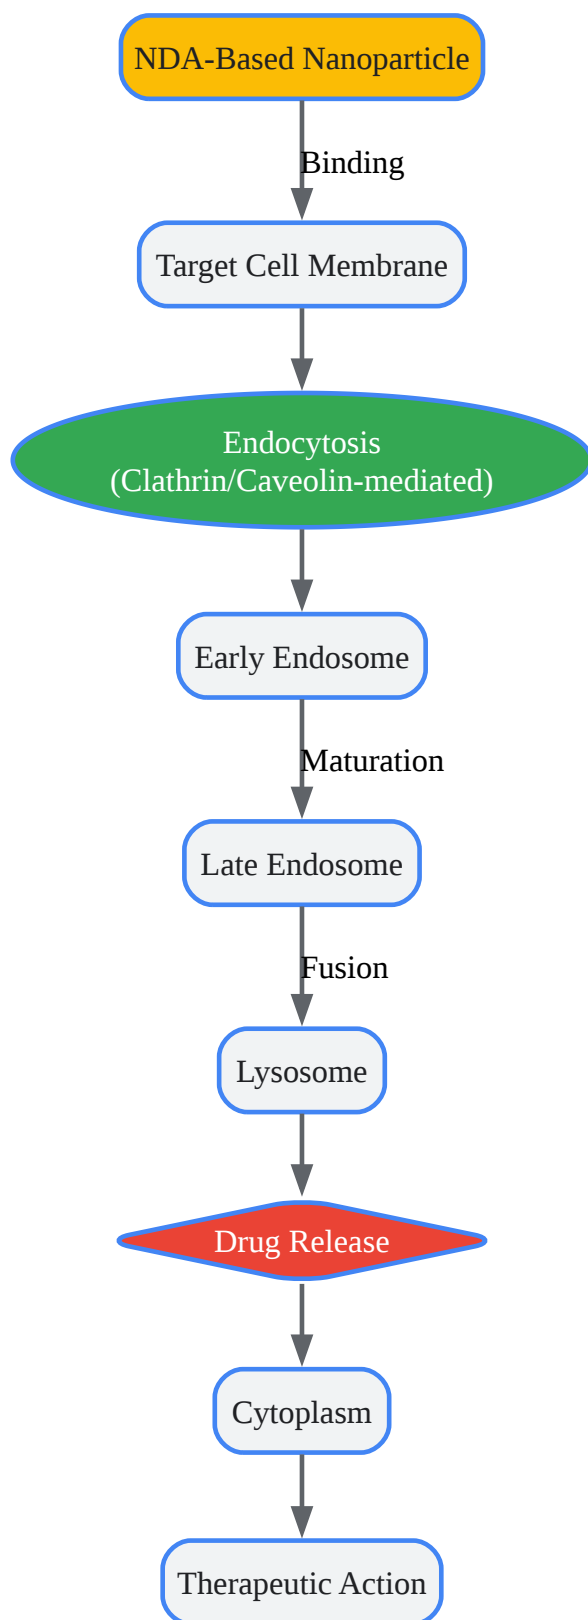 NDA-Based Nanoparticle
Binding
Target Cell Membrane
Endocytosis
(Clathrin/Caveolin-mediated)
Early Endosome
Maturation
Late Endosome
Fusion
Lysosome
Drug Release
Cytoplasm
Therapeutic Action